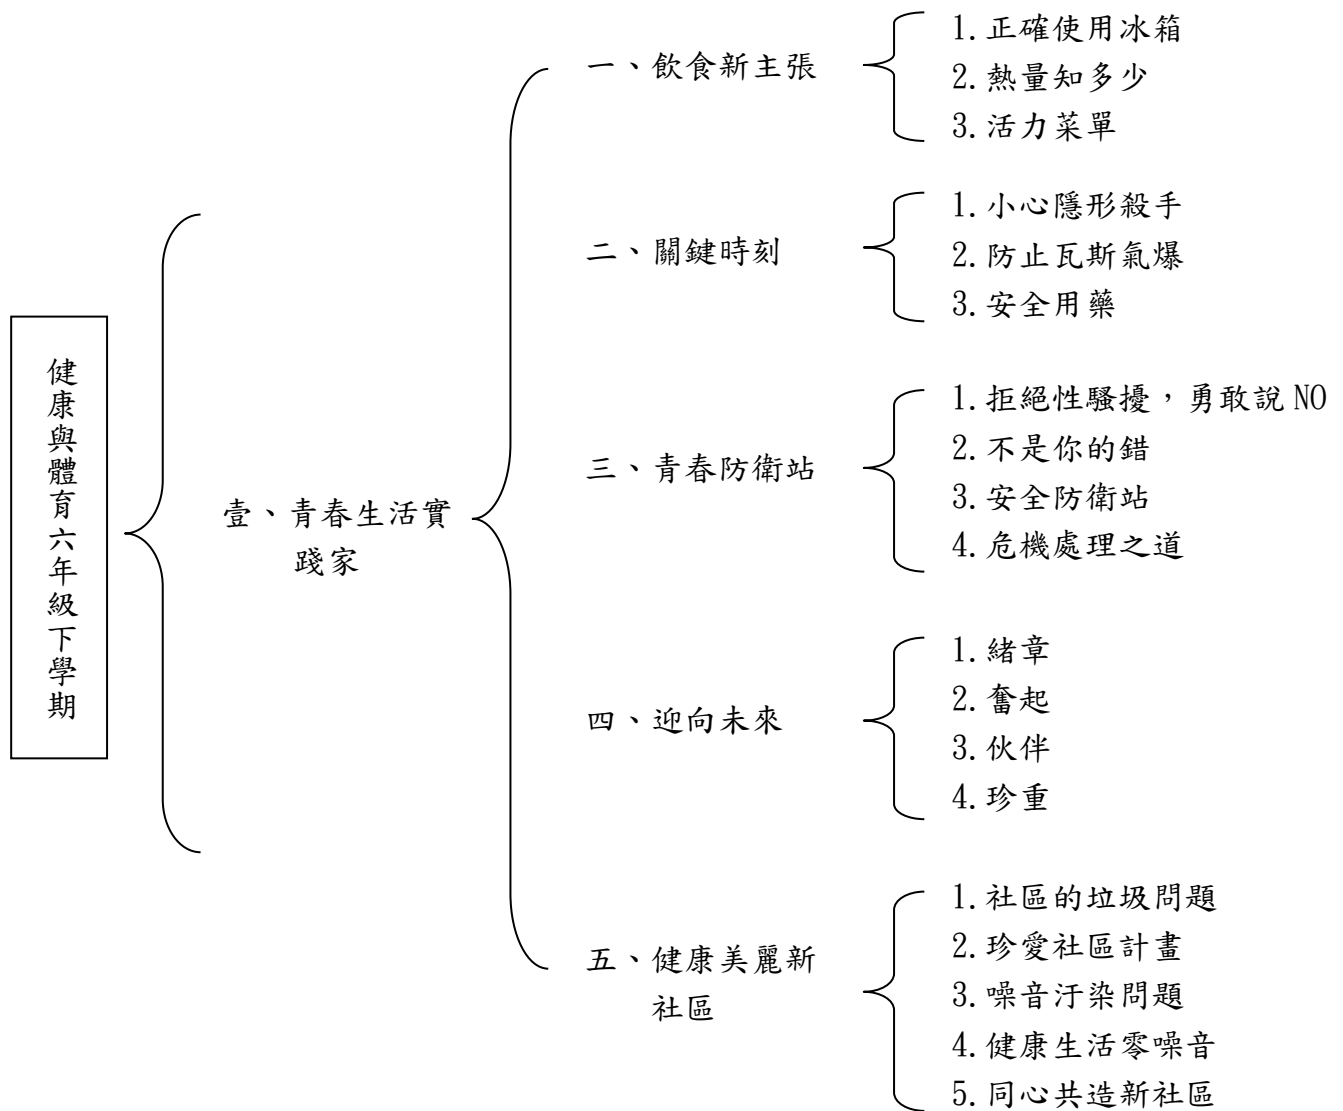 健康與體育六年級下學期
壹、青春生活實
踐家
一、飲食新主張
1.正確使用冰箱
2.熱量知多少
3.活力菜單
二、關鍵時刻
1.小心隱形殺手
2.防止瓦斯氣爆
3.安全用藥
三、青春防衛站
1.拒絕性騷擾，勇敢說 NO
2.不是你的錯
3.安全防衛站
4.危機處理之道
四、迎向未來
1.緒章
2.奮起
3.伙伴
4.珍重
五、健康美麗新
社區
1.社區的垃圾問題
2.珍愛社區計畫
3.噪音汙染問題
4.健康生活零噪音
5.同心共造新社區